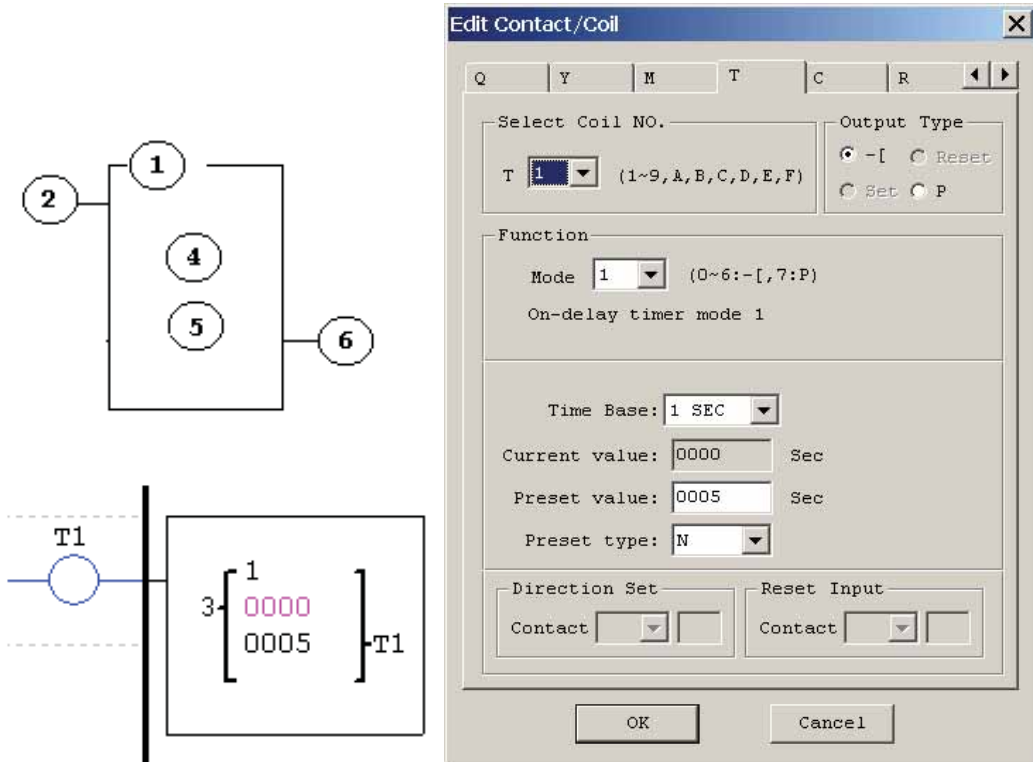 1
2
4
5
6
T1
1
3 0000
0005
T1
Edit Contact/Coil
Q Y M T C R
Select Coil NO.
T 1 (1~9,A,B,C,D,E,F)
Output Type
-[ Reset
Set P
Function
Mode 1 (0~6:-[,7:P)
On-delay timer mode 1
Time Base: 1 SEC
Current value: 0000 Sec
Preset value: 0005 Sec
Preset type: N
Direction Set
Contact
Reset Input
Contact
OK Cancel